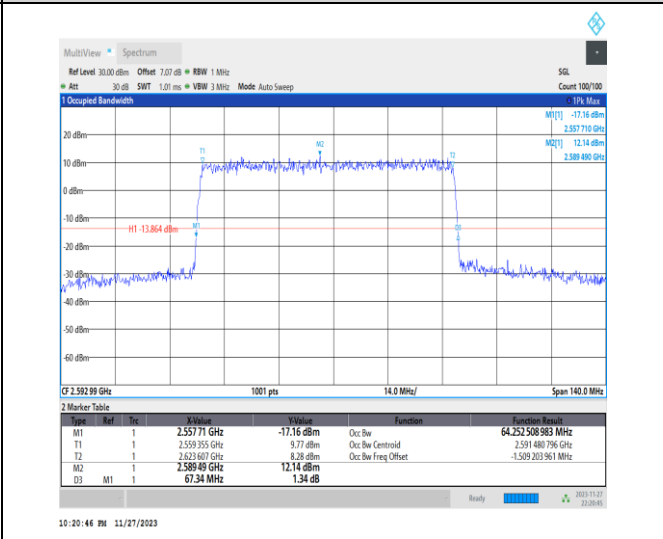 MultiView Spectrum
Ref Level 30.00 dBm Offset 7.07 dB RBW 1 MHz SGL
Att 30 dB SWT 1.01 ms VBW 3 MHz Mode Auto Sweep Count 100/100
1 Occupied Bandwidth 1Pk Max
M1[1] -17.16 dBm
2.557 710 GHz
M2[1] 12.14 dBm
2.589 490 GHz
20 dBm
T1 M2 T2
10 dBm
0 dBm
-10 dBm
H1 -13.864 dBm M1 D3
-20 dBm
-30 dBm
-40 dBm
-50 dBm
-60 dBm
CF 2.592 99 GHz 1001 pts 14.0 MHz/ Span 140.0 MHz
2 Marker Table
Type Ref Trc X-Value Y-Value Function Function Result
M1 1 2.557 71 GHz -17.16 dBm Occ Bw 64.252 508 983 MHz
T1 1 2.559 355 GHz 9.77 dBm Occ Bw Centroid 2.591 480 796 GHz
T2 1 2.623 607 GHz 8.28 dBm Occ Bw Freq Offset -1.509 203 961 MHz
M2 1 2.589 49 GHz 12.14 dBm
D3 M1 1 67.34 MHz 1.34 dB
Ready 2023-11-27
22:20:45
10:20:46 PM 11/27/2023